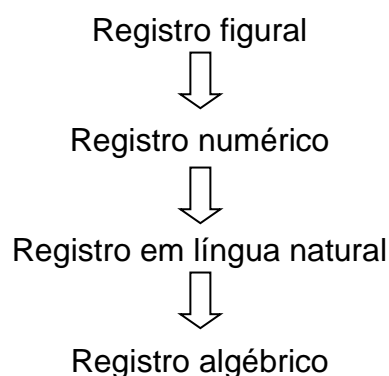 Registro figural
Registro numérico
Registro em língua natural
Registro algébrico